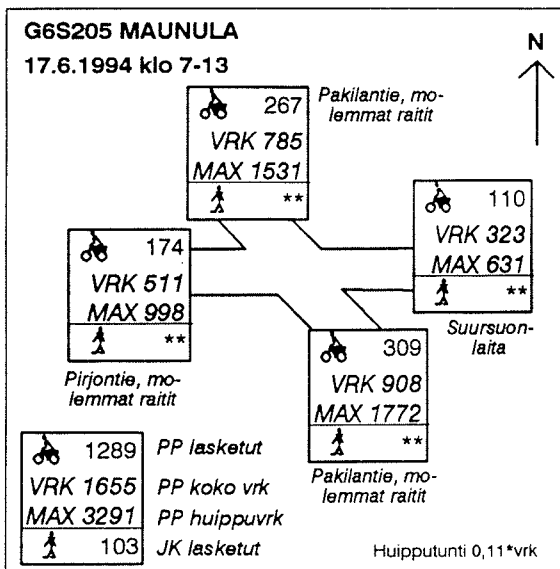 G6S205 MAUNULA
17.6.1994 klo 7-13
N
267
VRK 785
MAX 1531
**
Pakilantie, mo-
lemmat raitit
110
VRK 323
MAX 631
**
Suursuon-
laita
174
VRK 511
MAX 998
**
Pirjontie, mo-
lemmat raitit
309
VRK 908
MAX 1772
**
Pakilantie, mo-
lemmat raitit
1289 PP lasketut
VRK 1655 PP koko vrk
MAX 3291 PP huippuvrk
103 JK lasketut
Huipputunti 0,11*vrk